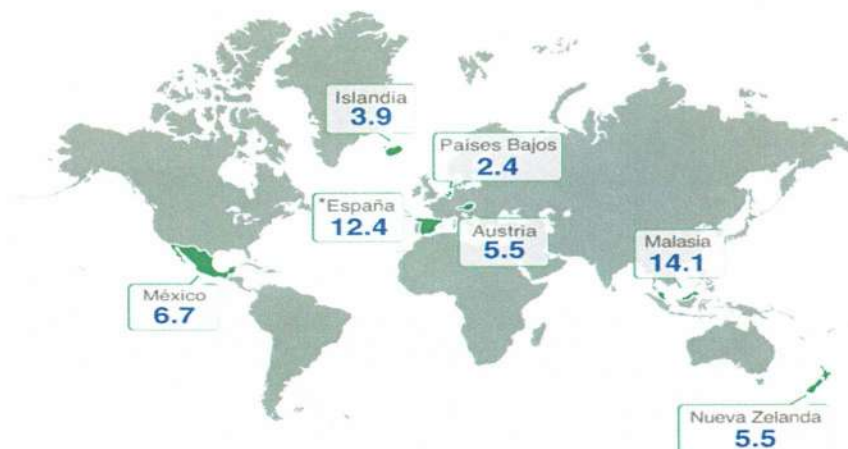 Islandia
3.9
Países Bajos
2.4
*España
12.4
Austria
5.5
Malasia
14.1
México
6.7
Nueva Zelanda
5.5